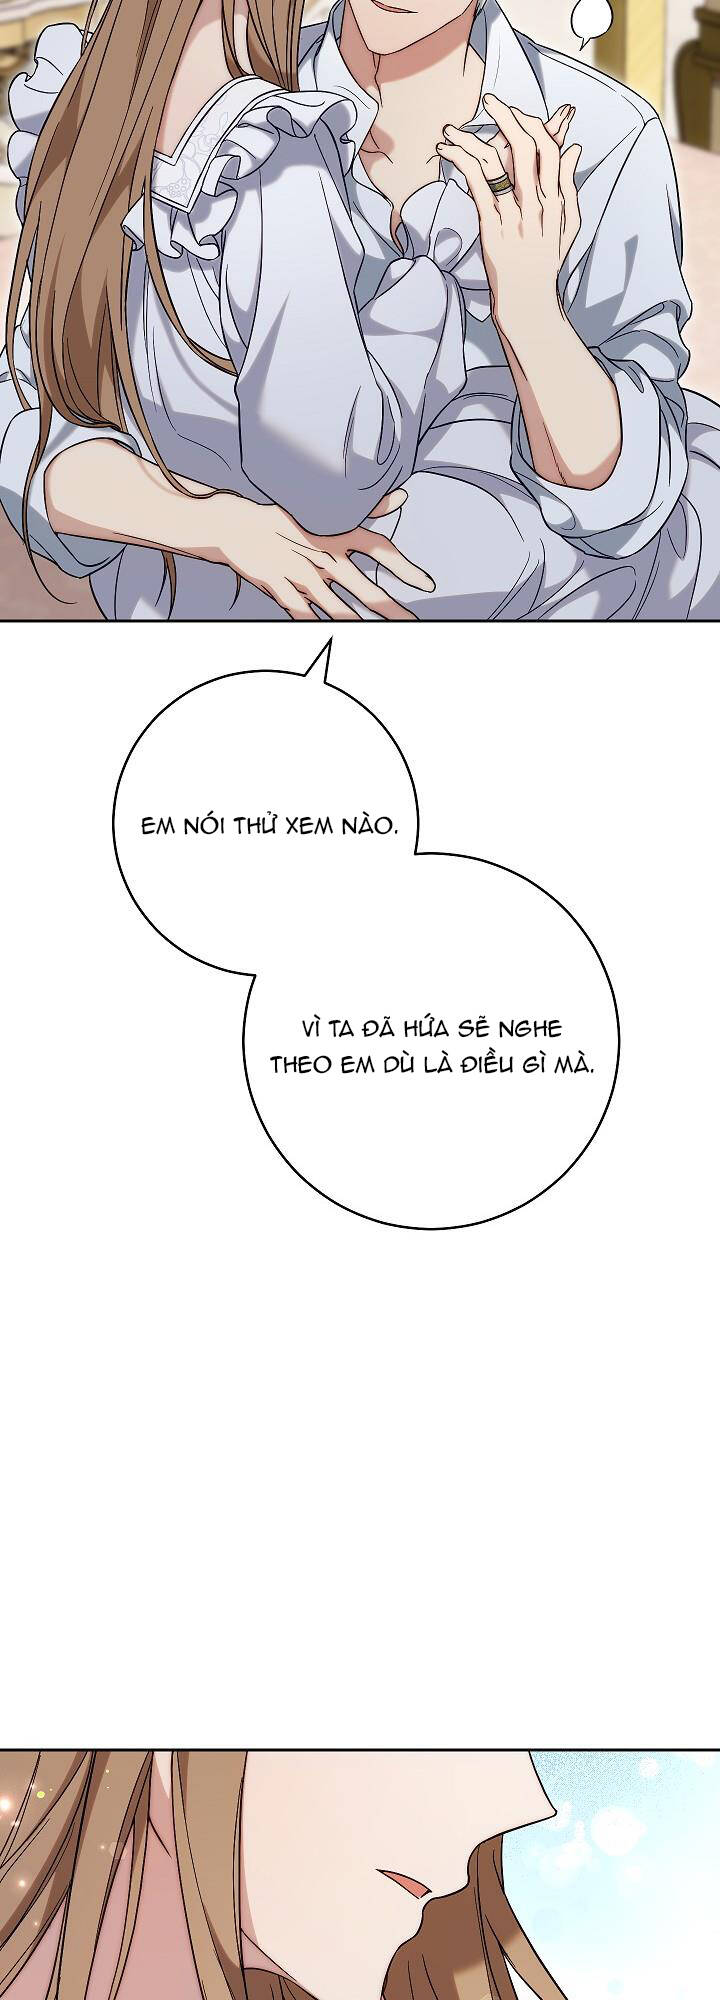 EM NÓI THỬ XEM NÀO.
VÌ TA ĐÃ HỨA SẼ NGHE
THEO EM DÙ LÀ ĐIỀU GÌ MÀ.